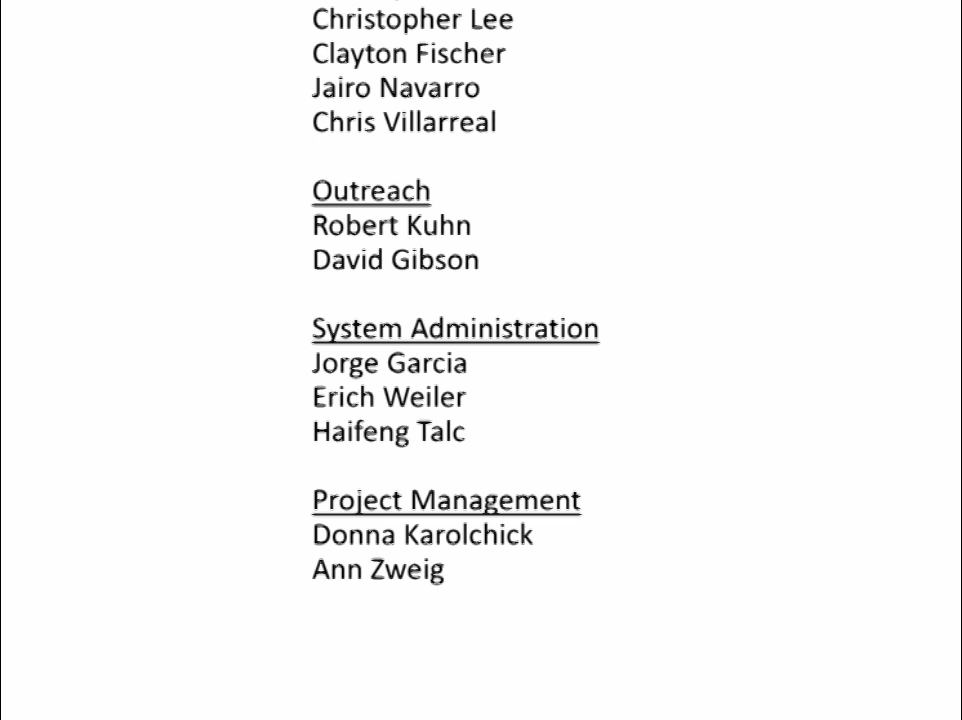 Christopher Lee
Clayton Fischer
Jairo Navarro
Chris Villarreal
Outreach
Robert Kuhn
David Gibson
System Administration
Jorge Garcia
Erich Weiler
Haifeng Talc
Project Management
Donna Karolchick
Ann Zweig